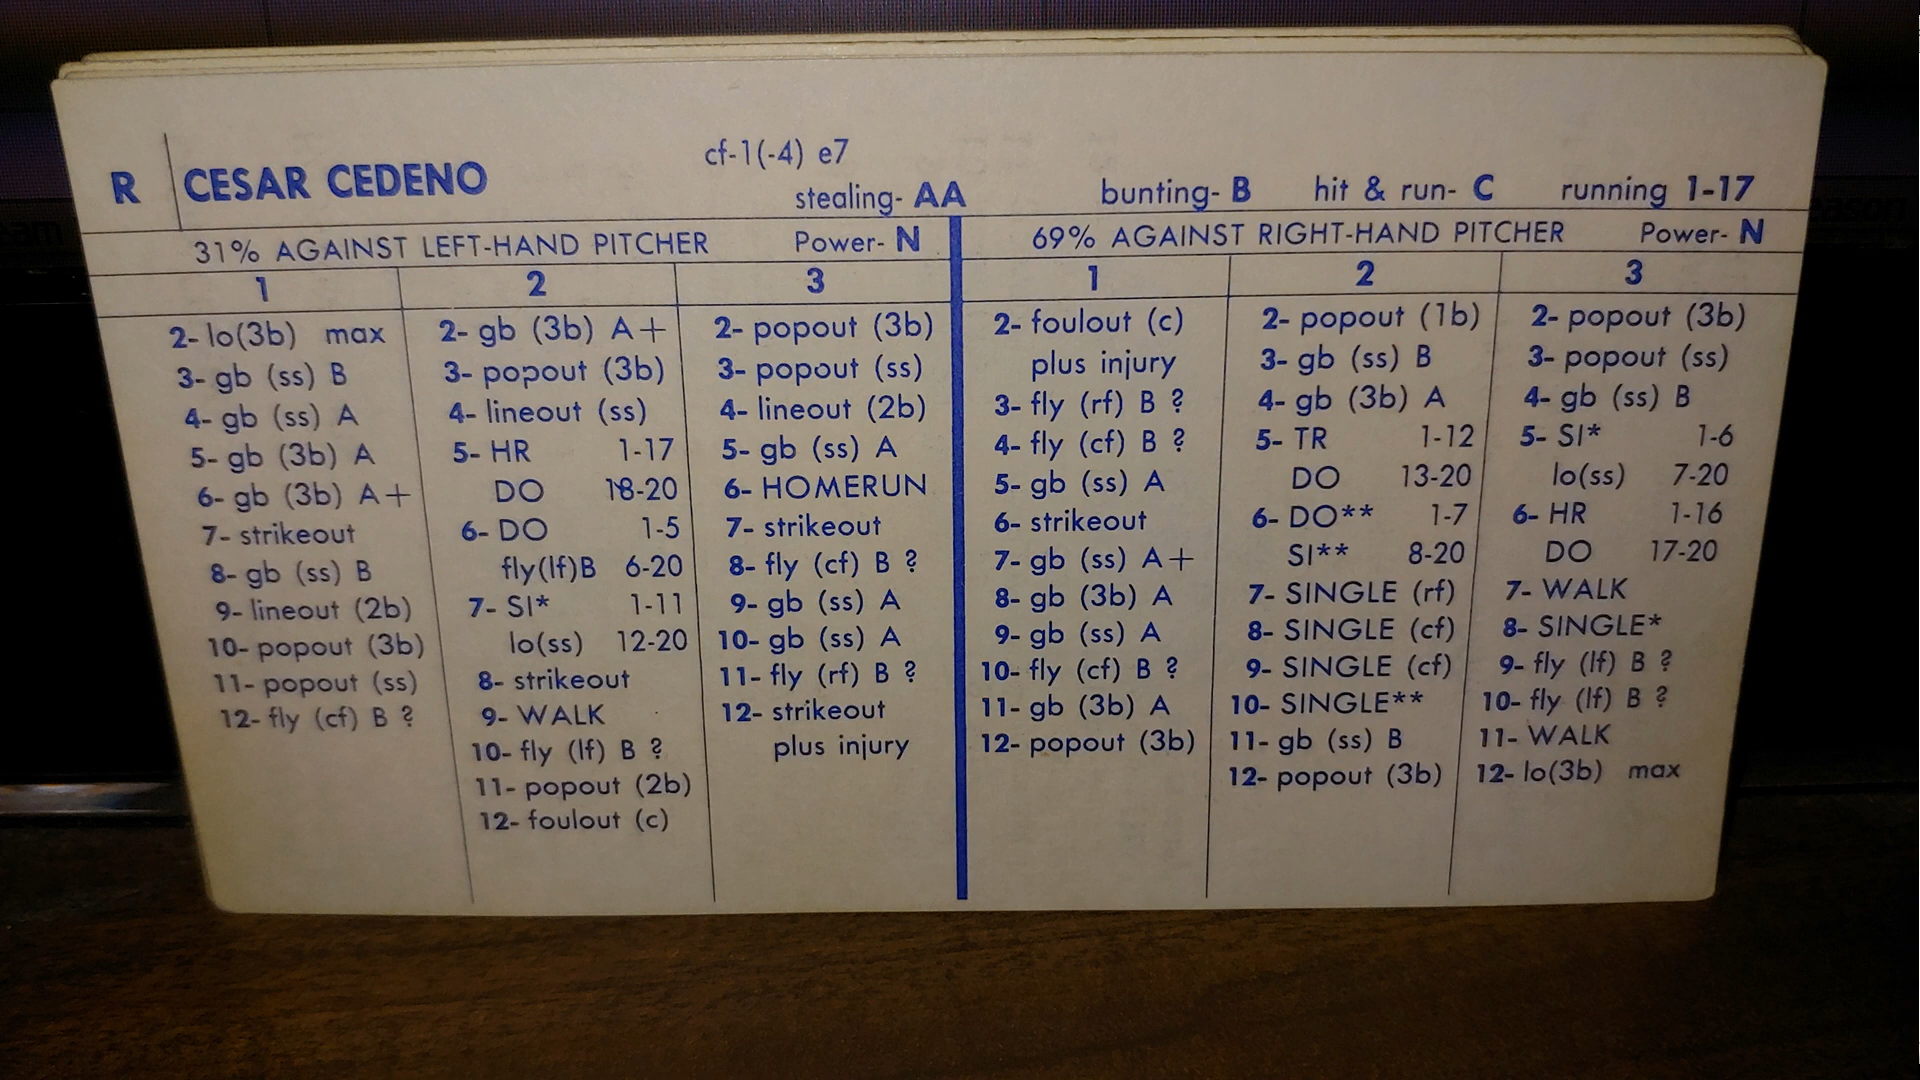 cf-1(-4) e7
R CESAR CEDENO
stealing- AA bunting- B hit & run- C running 1-17
31% AGAINST LEFT-HAND PITCHER Power- N
1 2 3
2- lo(3b) max
3- gb (ss) B
4- gb (ss) A
5- gb (3b) A
6- gb (3b) A+
7- strikeout
8- gb (ss) B
9- lineout (2b)
10- popout (3b)
11- popout (ss)
12- fly (cf) B ?
2- gb (3b) A+
3- popout (3b)
4- lineout (ss)
5- HR 1-17
DO 18-20
6- DO 1-5
fly(lf)B 6-20
7- SI* 1-11
lo(ss) 12-20
8- strikeout
9- WALK
10- fly (lf) B ?
11- popout (2b)
12- foulout (c)
2- popout (3b)
3- popout (ss)
4- lineout (2b)
5- gb (ss) A
6- HOMERUN
7- strikeout
8- fly (cf) B ?
9- gb (ss) A
10- gb (ss) A
11- fly (rf) B ?
12- strikeout
plus injury
69% AGAINST RIGHT-HAND PITCHER Power- N
1 2 3
2- foulout (c)
plus injury
3- fly (rf) B ?
4- fly (cf) B ?
5- gb (ss) A
6- strikeout
7- gb (ss) A+
8- gb (3b) A
9- gb (ss) A
10- fly (cf) B ?
11- gb (3b) A
12- popout (3b)
2- popout (1b)
3- gb (ss) B
4- gb (3b) A
5- TR 1-12
DO 13-20
6- DO** 1-7
SI** 8-20
7- SINGLE (rf)
8- SINGLE (cf)
9- SINGLE (cf)
10- SINGLE**
11- gb (ss) B
12- popout (3b)
2- popout (3b)
3- popout (ss)
4- gb (ss) B
5- SI* 1-6
lo(ss) 7-20
6- HR 1-16
DO 17-20
7- WALK
8- SINGLE*
9- fly (lf) B ?
10- fly (lf) B ?
11- WALK
12- lo(3b) max